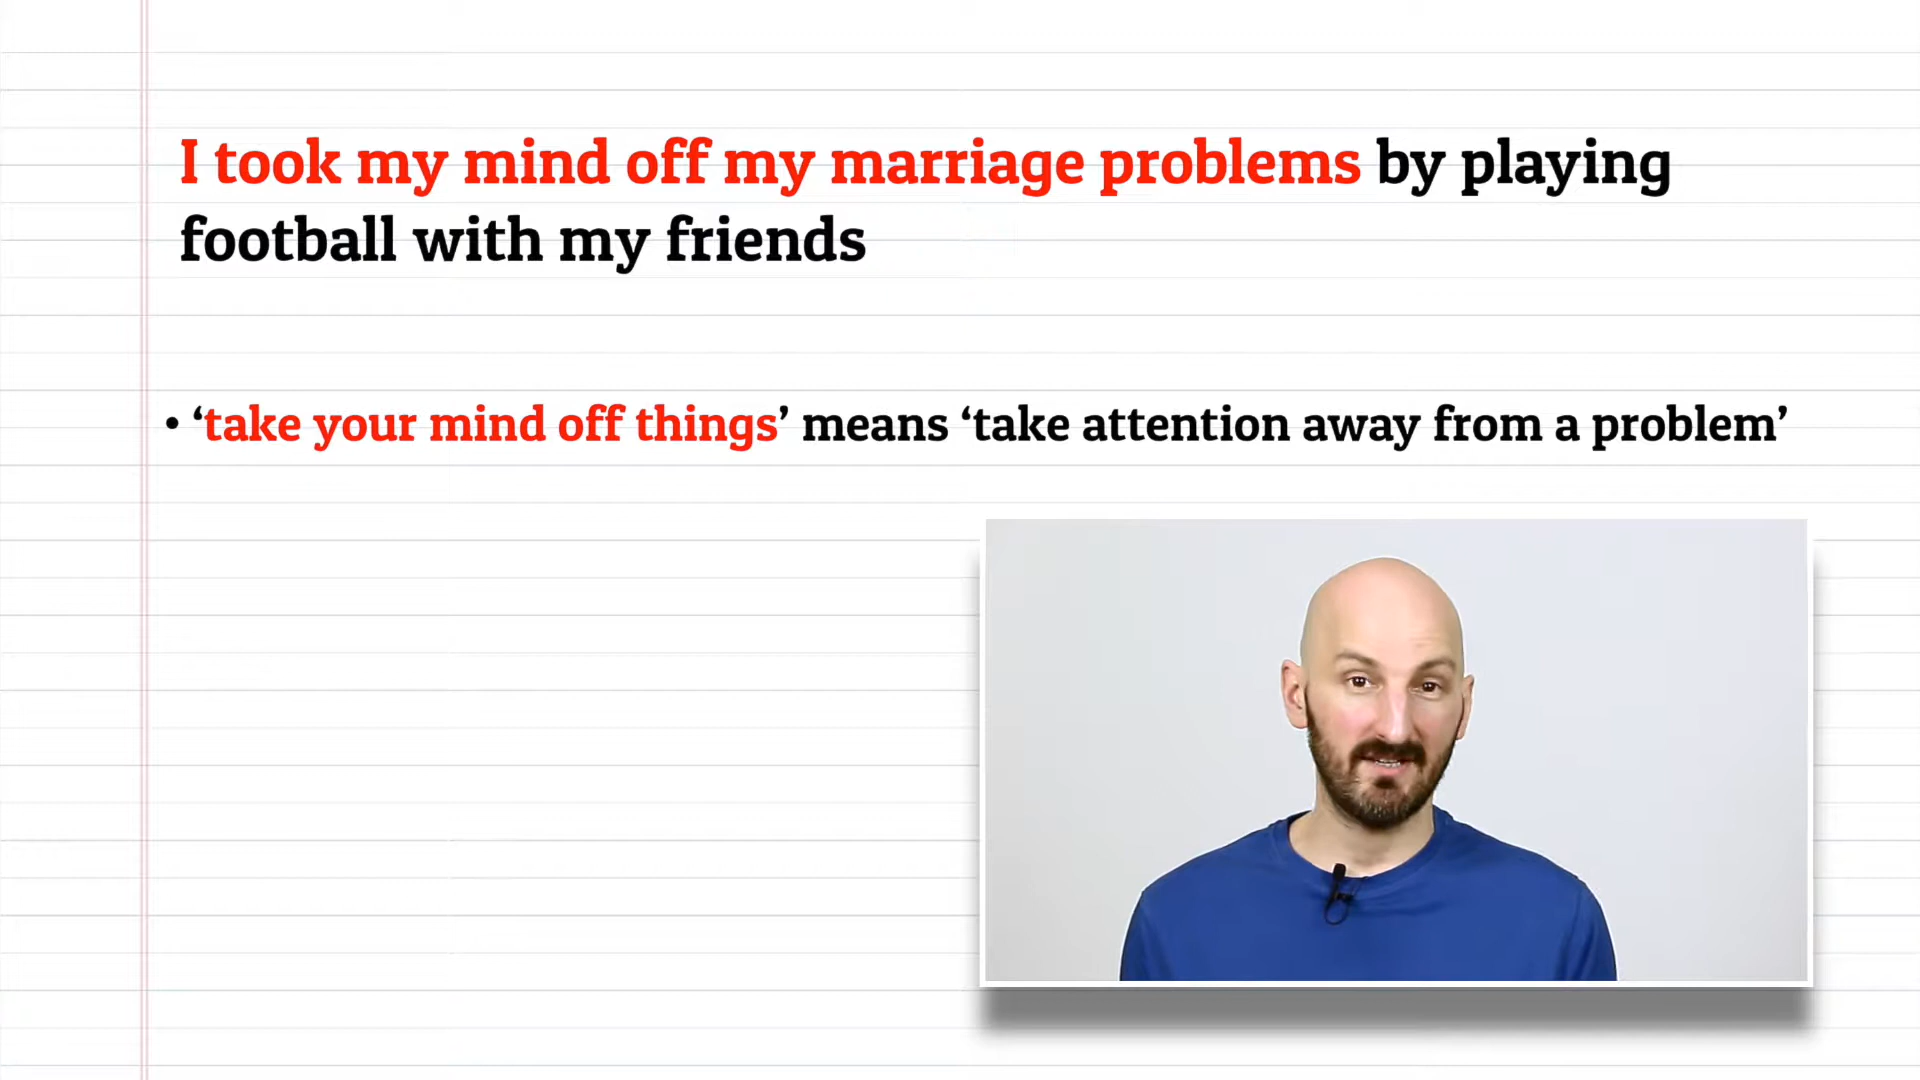 I took my mind off my marriage problems by playing
football with my friends
• ‘take your mind off things’ means ‘take attention away from a problem’